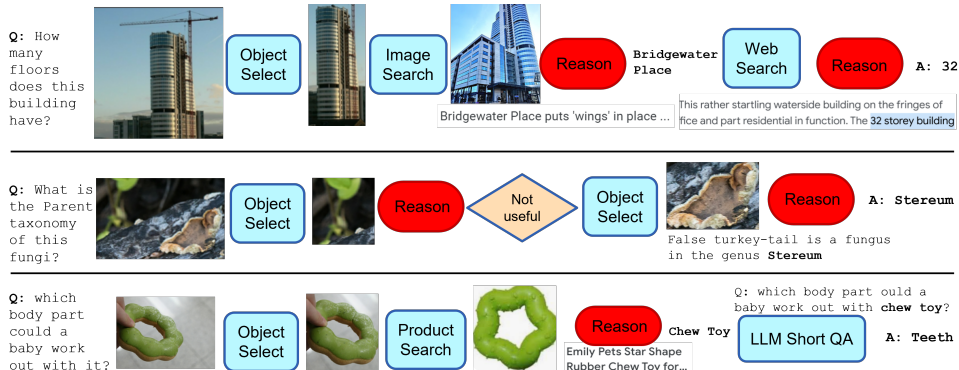 Q: How
many
floors
does this
building
have?
Object
Select
Image
Search
Bridgewater Place puts 'wings' in place ...
Reason
Bridgewater
Place
Web
Search
This rather startling waterside building on the fringes of
fice and part residential in function. The 32 storey building
Reason
A: 32
Q: What is
the Parent
taxonomy
of this
fungi?
Object
Select
Reason
Not
useful
Object
Select
False turkey-tail is a fungus
in the genus Stereum
Reason
A: Stereum
Q: which
body part
could a
baby work
out with it?
Object
Select
Product
Search
Reason
Emily Pets Star Shape
Rubber Chew Toy for...
Chew Toy
Q: which body part ould a
baby work out with chew toy?
LLM Short QA
A: Teeth